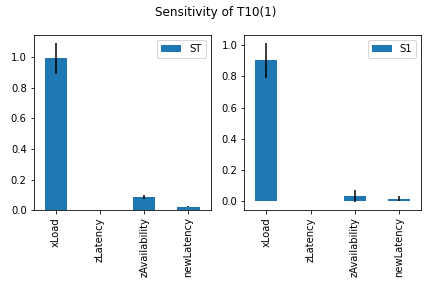 Sensitivity of T10(1)
ST
1.0
0.8
0.6
0.4
0.2
0.0
xLoad
zLatency
zAvailability
newLatency
S1
1.0
0.8
0.6
0.4
0.2
0.0
xLoad
zLatency
zAvailability
newLatency